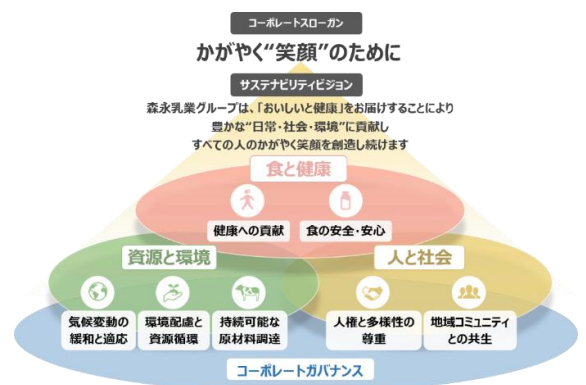 コーポレートスローガン
かがやく“笑顔”のために
サステナビリティビジョン
森永乳業グループは、「おいしいと健康」をお届けすることにより
豊かな“日常・社会・環境”に貢献し
すべての人のかがやく笑顔を創造し続けます
食と健康
健康への貢献
食の安全・安心
資源と環境
人と社会
気候変動の
緩和と適応
環境配慮と
資源循環
持続可能な
原材料調達
人権と多様性の
尊重
地域コミュニティ
との共生
コーポレートガバナンス